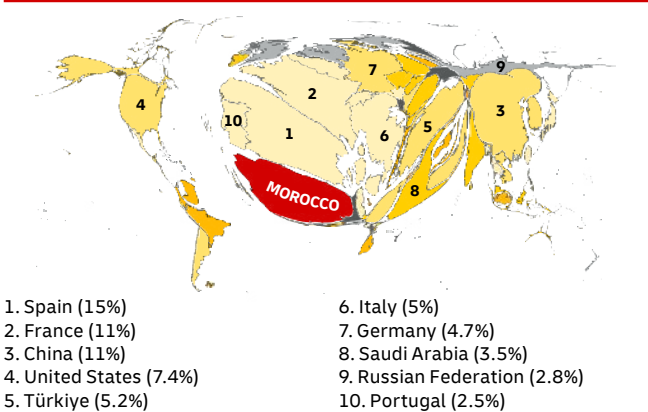 9
7
4
2
3
10
5
1
6
8
MOROCCO
1. Spain (15%)
2. France (11%)
3. China (11%)
4. United States (7.4%)
5. Türkiye (5.2%)
6. Italy (5%)
7. Germany (4.7%)
8. Saudi Arabia (3.5%)
9. Russian Federation (2.8%)
10. Portugal (2.5%)